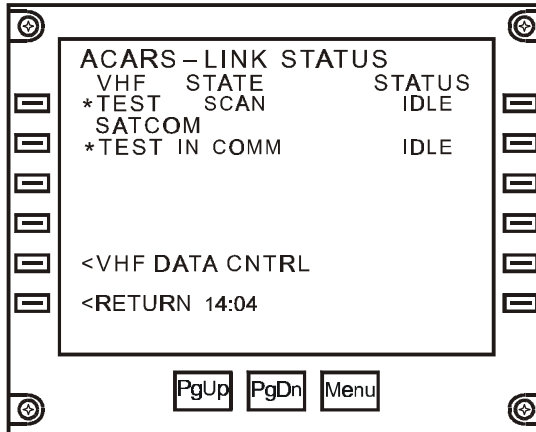 ACARS – LINK STATUS
VHF STATE STATUS
*TEST SCAN IDLE
SATCOM
*TEST IN COMM IDLE
<VHF DATA CNTRL
<RETURN 14:04
PgUp PgDn Menu